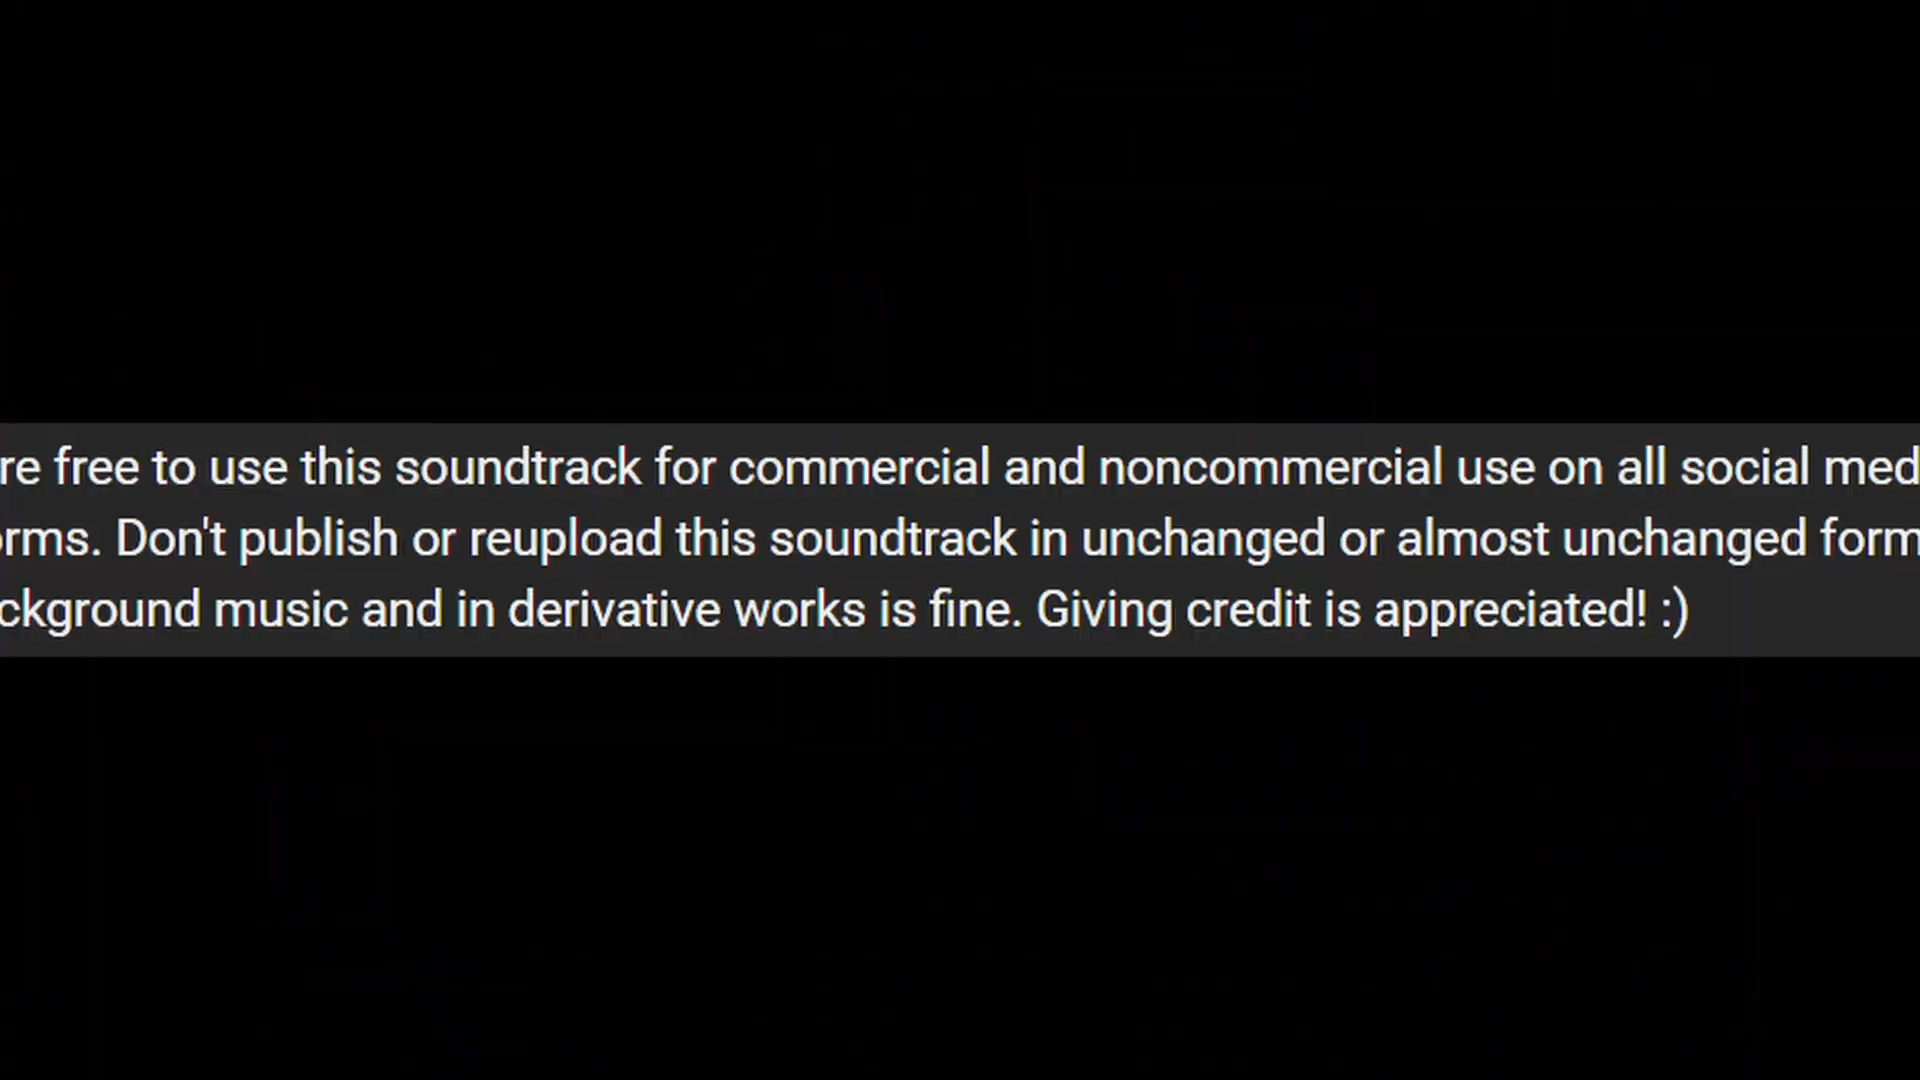 re free to use this soundtrack for commercial and noncommercial use on all social med
orms. Don't publish or reupload this soundtrack in unchanged or almost unchanged form
ckground music and in derivative works is fine. Giving credit is appreciated! :)